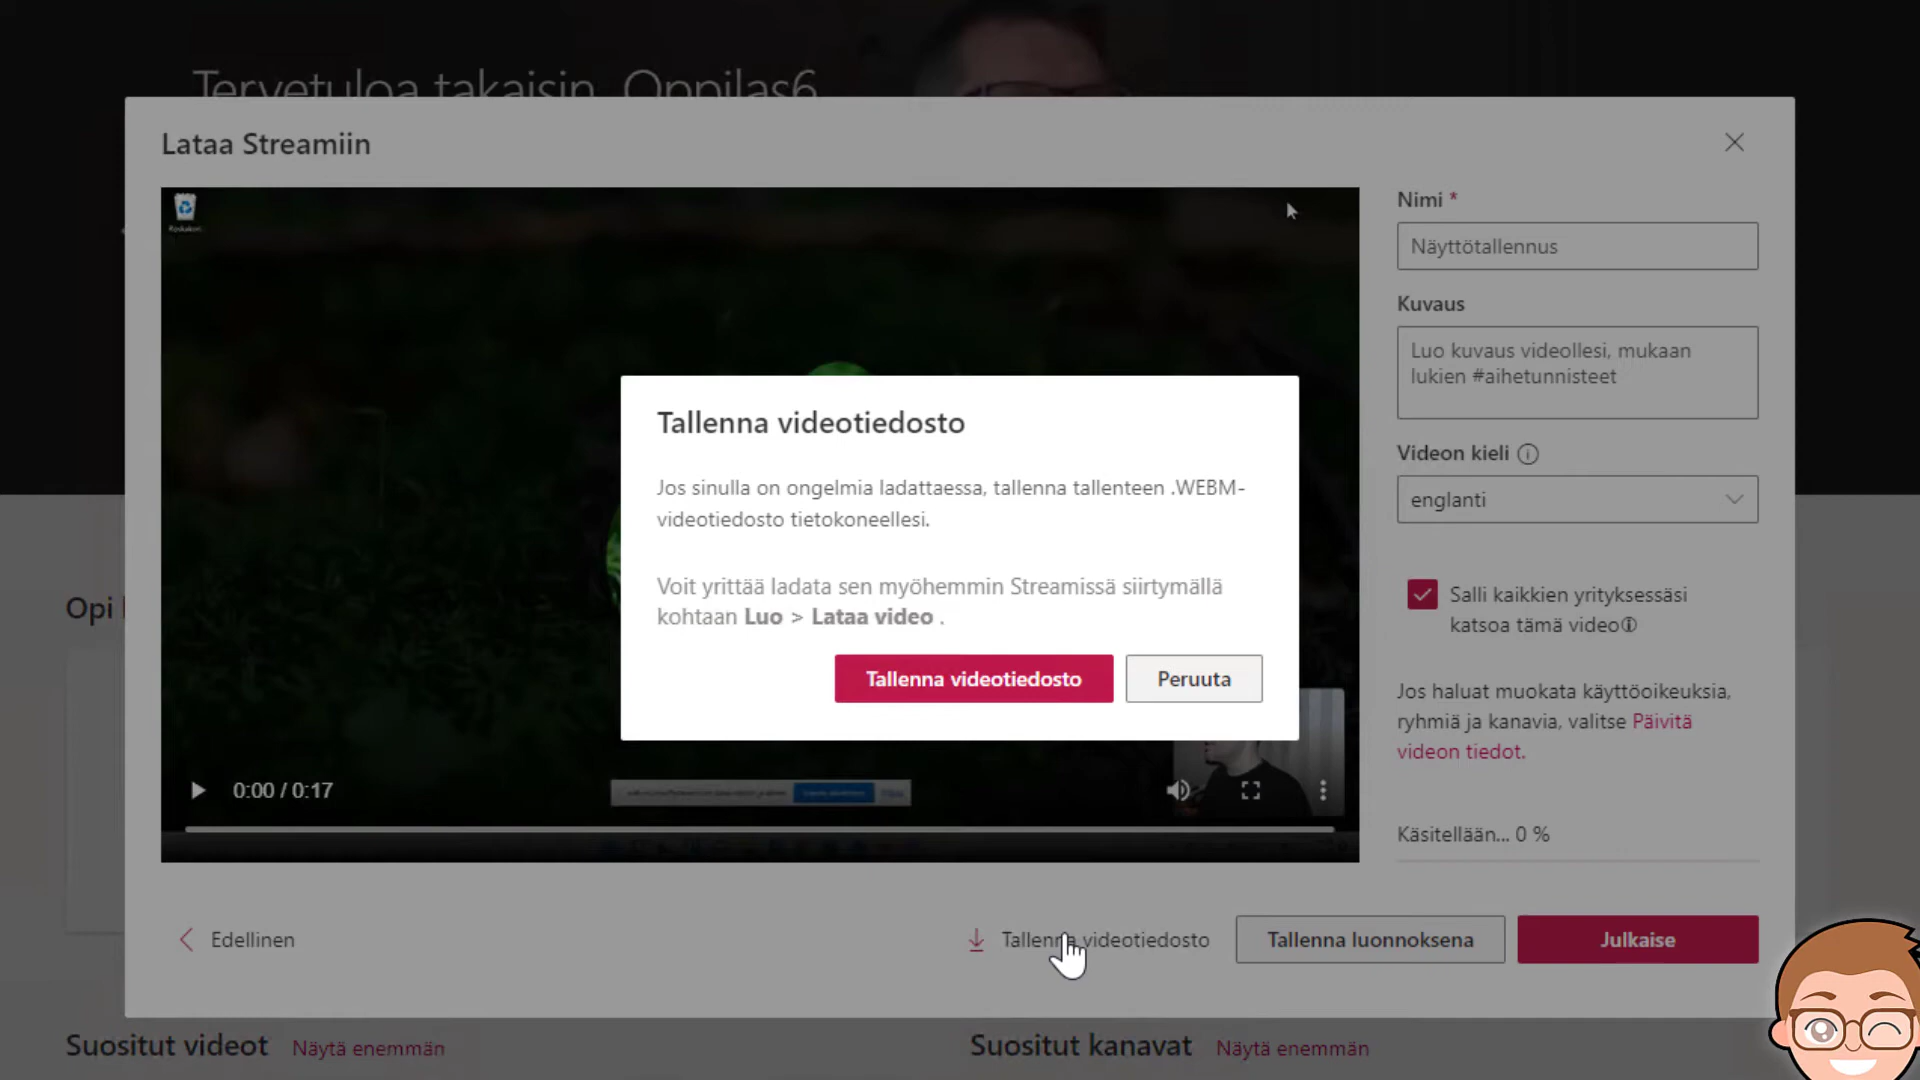 Tervetuloa takaisin, Oppilas6
Lataa Streamiin
Nimi *
Näyttötallennus
Kuvaus
Luo kuvaus videollesi, mukaan
lukien #aihetunnisteet
Videon kieli
englanti
Salli kaikkien yrityksessäsi
katsoa tämä video
Jos haluat muokata käyttöoikeuksia,
ryhmiä ja kanavia, valitse Päivitä
videon tiedot.
Käsitellään... 0 %
Tallenna videotiedosto
Jos sinulla on ongelmia ladattaessa, tallenna tallenteen .WEBM-
videotiedosto tietokoneellesi.
Voit yrittää ladata sen myöhemmin Streamissä siirtymällä
kohtaan Luo > Lataa video .
Tallenna videotiedosto
Peruuta
0:00 / 0:17
Edellinen
Tallenna videotiedosto
Tallenna luonnoksena
Julkaise
Opi
Suositut videot
Näytä enemmän
Suositut kanavat
Näytä enemmän